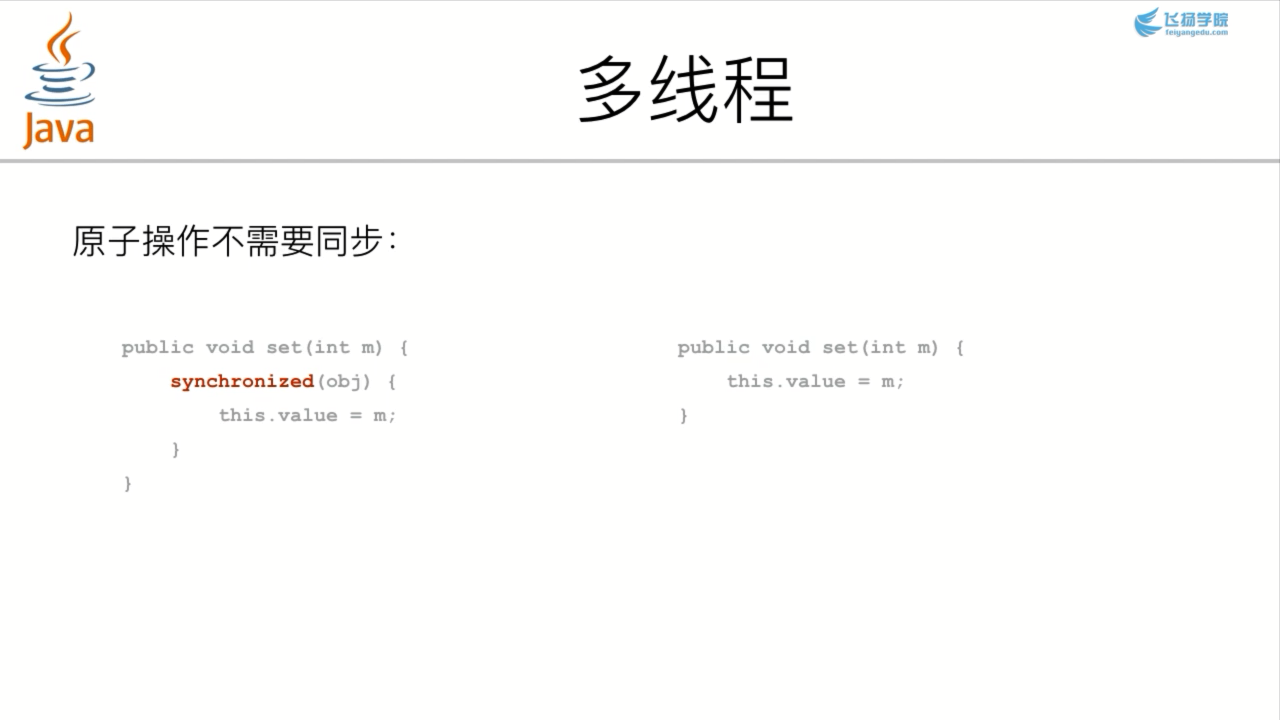 Java
飞扬学院
feiyangedu.com
多线程
原子操作不需要同步：
public void set(int m) {
    synchronized(obj) {
        this.value = m;
    }
}
public void set(int m) {
    this.value = m;
}